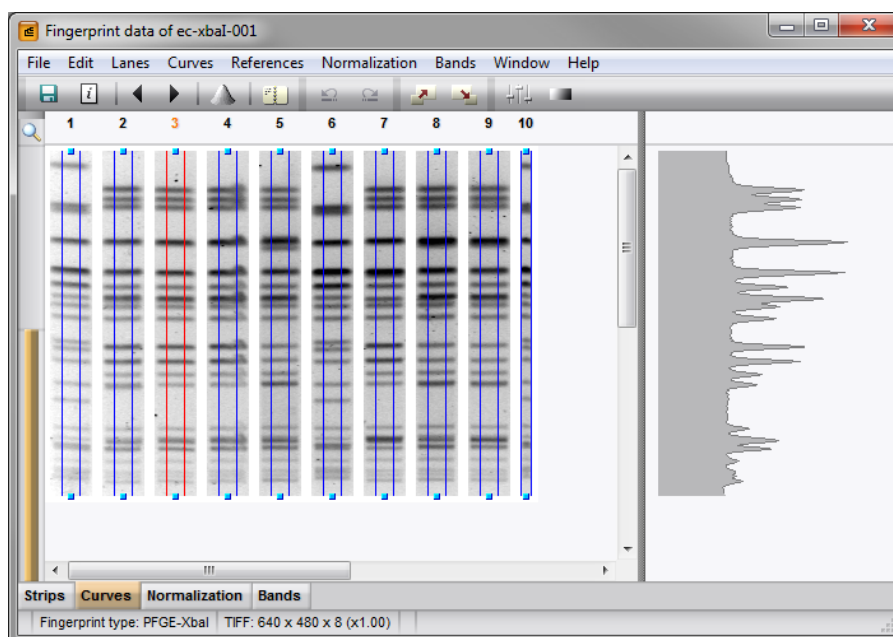 Fingerprint data of ec-xbaI-001
File Edit Lanes Curves References Normalization Bands Window Help
1 2 3 4 5 6 7 8 9 10
Strips Curves Normalization Bands
Fingerprint type: PFGE-XbaI TIFF: 640 x 480 x 8 (x1.00)